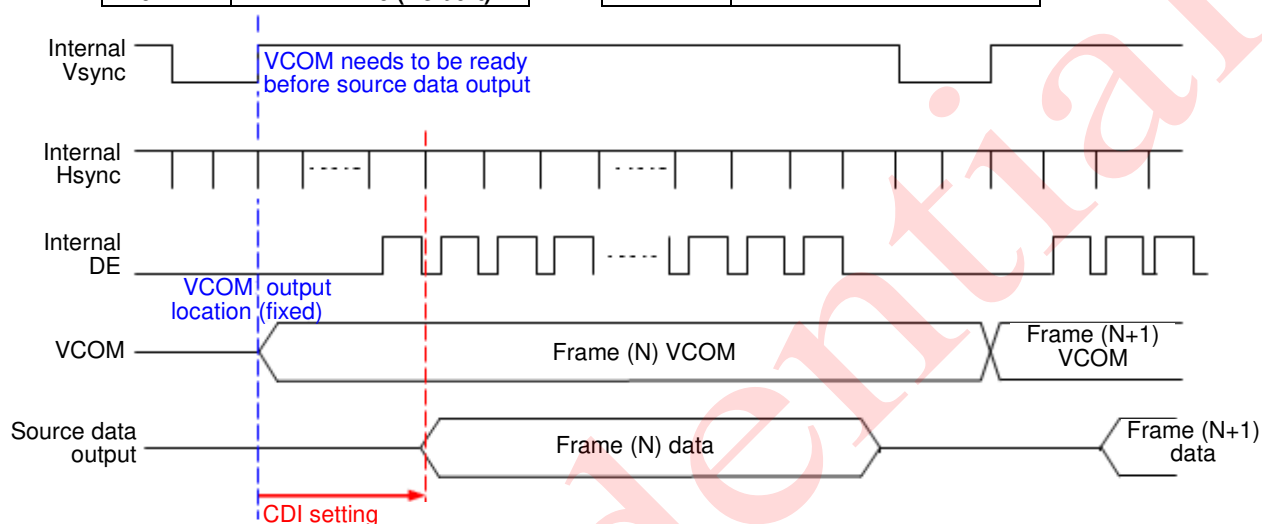 Internal
Vsync
VCOM needs to be ready
before source data output
Internal
Hsync
Internal
DE
VCOM output
location (fixed)
VCOM
Frame (N) VCOM
Frame (N+1)
VCOM
Source data
output
Frame (N) data
Frame (N+1)
data
CDI setting